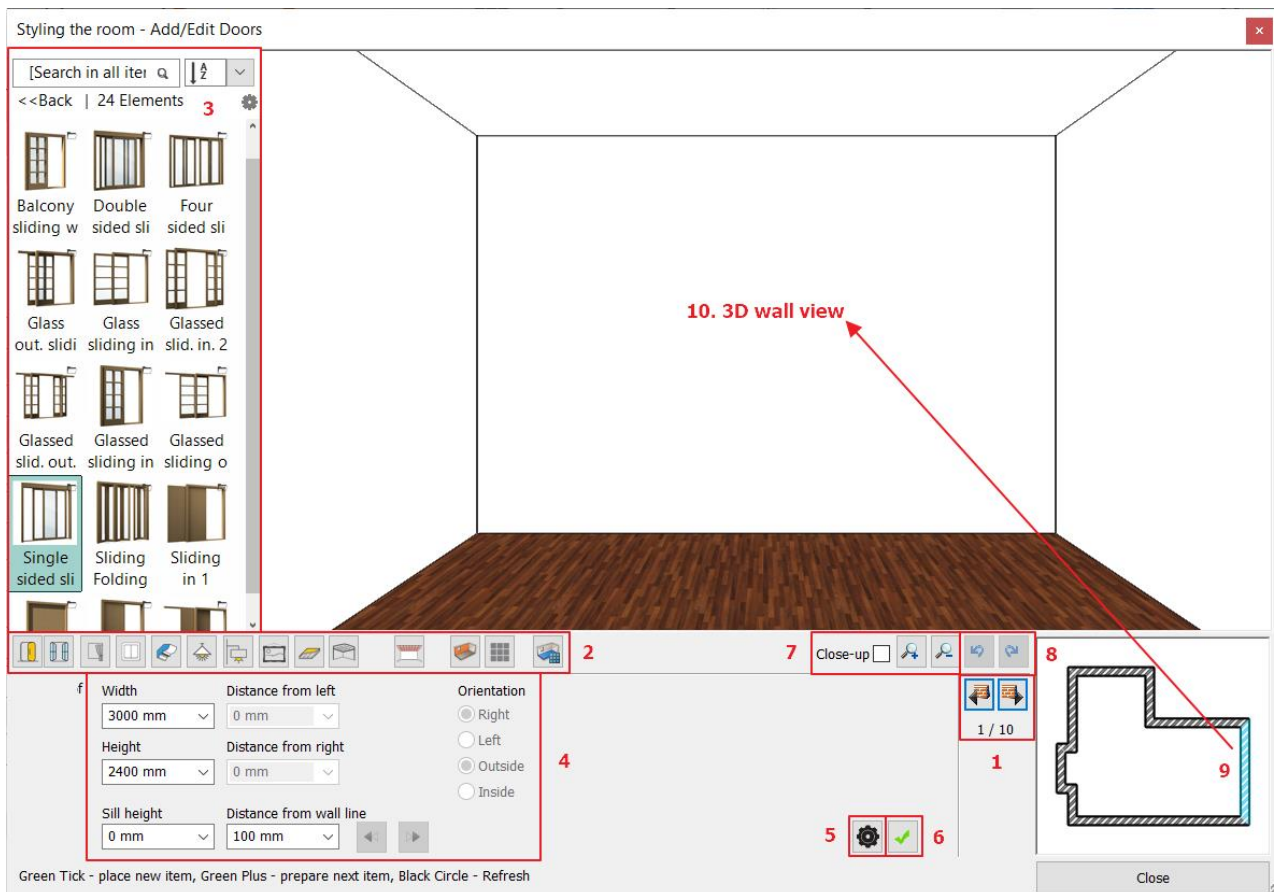 Styling the room - Add/Edit Doors
[Search in all iter
A
Z
<<Back | 24 Elements
3
Balcony
sliding w
Double
sided sli
Four
sided sli
Glass
out. slidi
Glass
sliding in
Glassed
slid. in. 2
Glassed
slid. out.
Glassed
sliding in
Glassed
sliding o
Single
sided sli
Sliding
Folding
Sliding
in 1
10. 3D wall view
2
7
Close-up
8
f
Width
3000 mm
Height
2400 mm
Sill height
0 mm
Distance from left
0 mm
Distance from right
0 mm
Distance from wall line
100 mm
Orientation
Right
Left
Outside
Inside
4
1 / 10
1
9
5
6
Green Tick - place new item, Green Plus - prepare next item, Black Circle - Refresh
Close